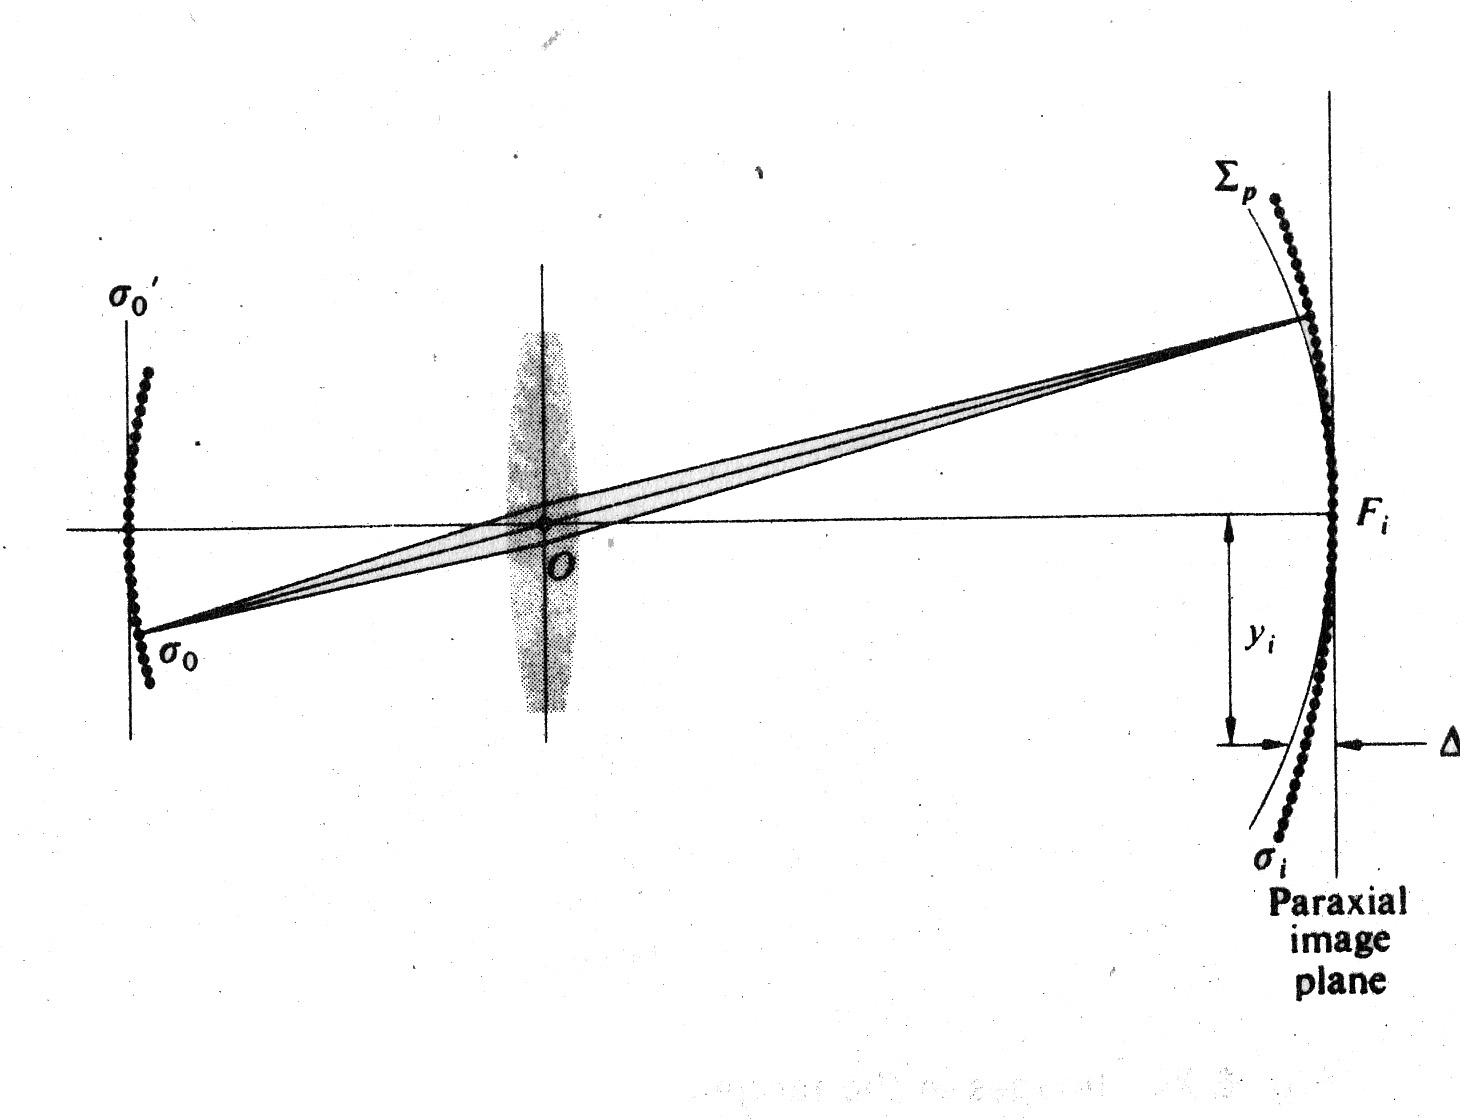 Σp
σ0'
Fi
O
yi
σ0
Δ
σi
Paraxial
image
plane